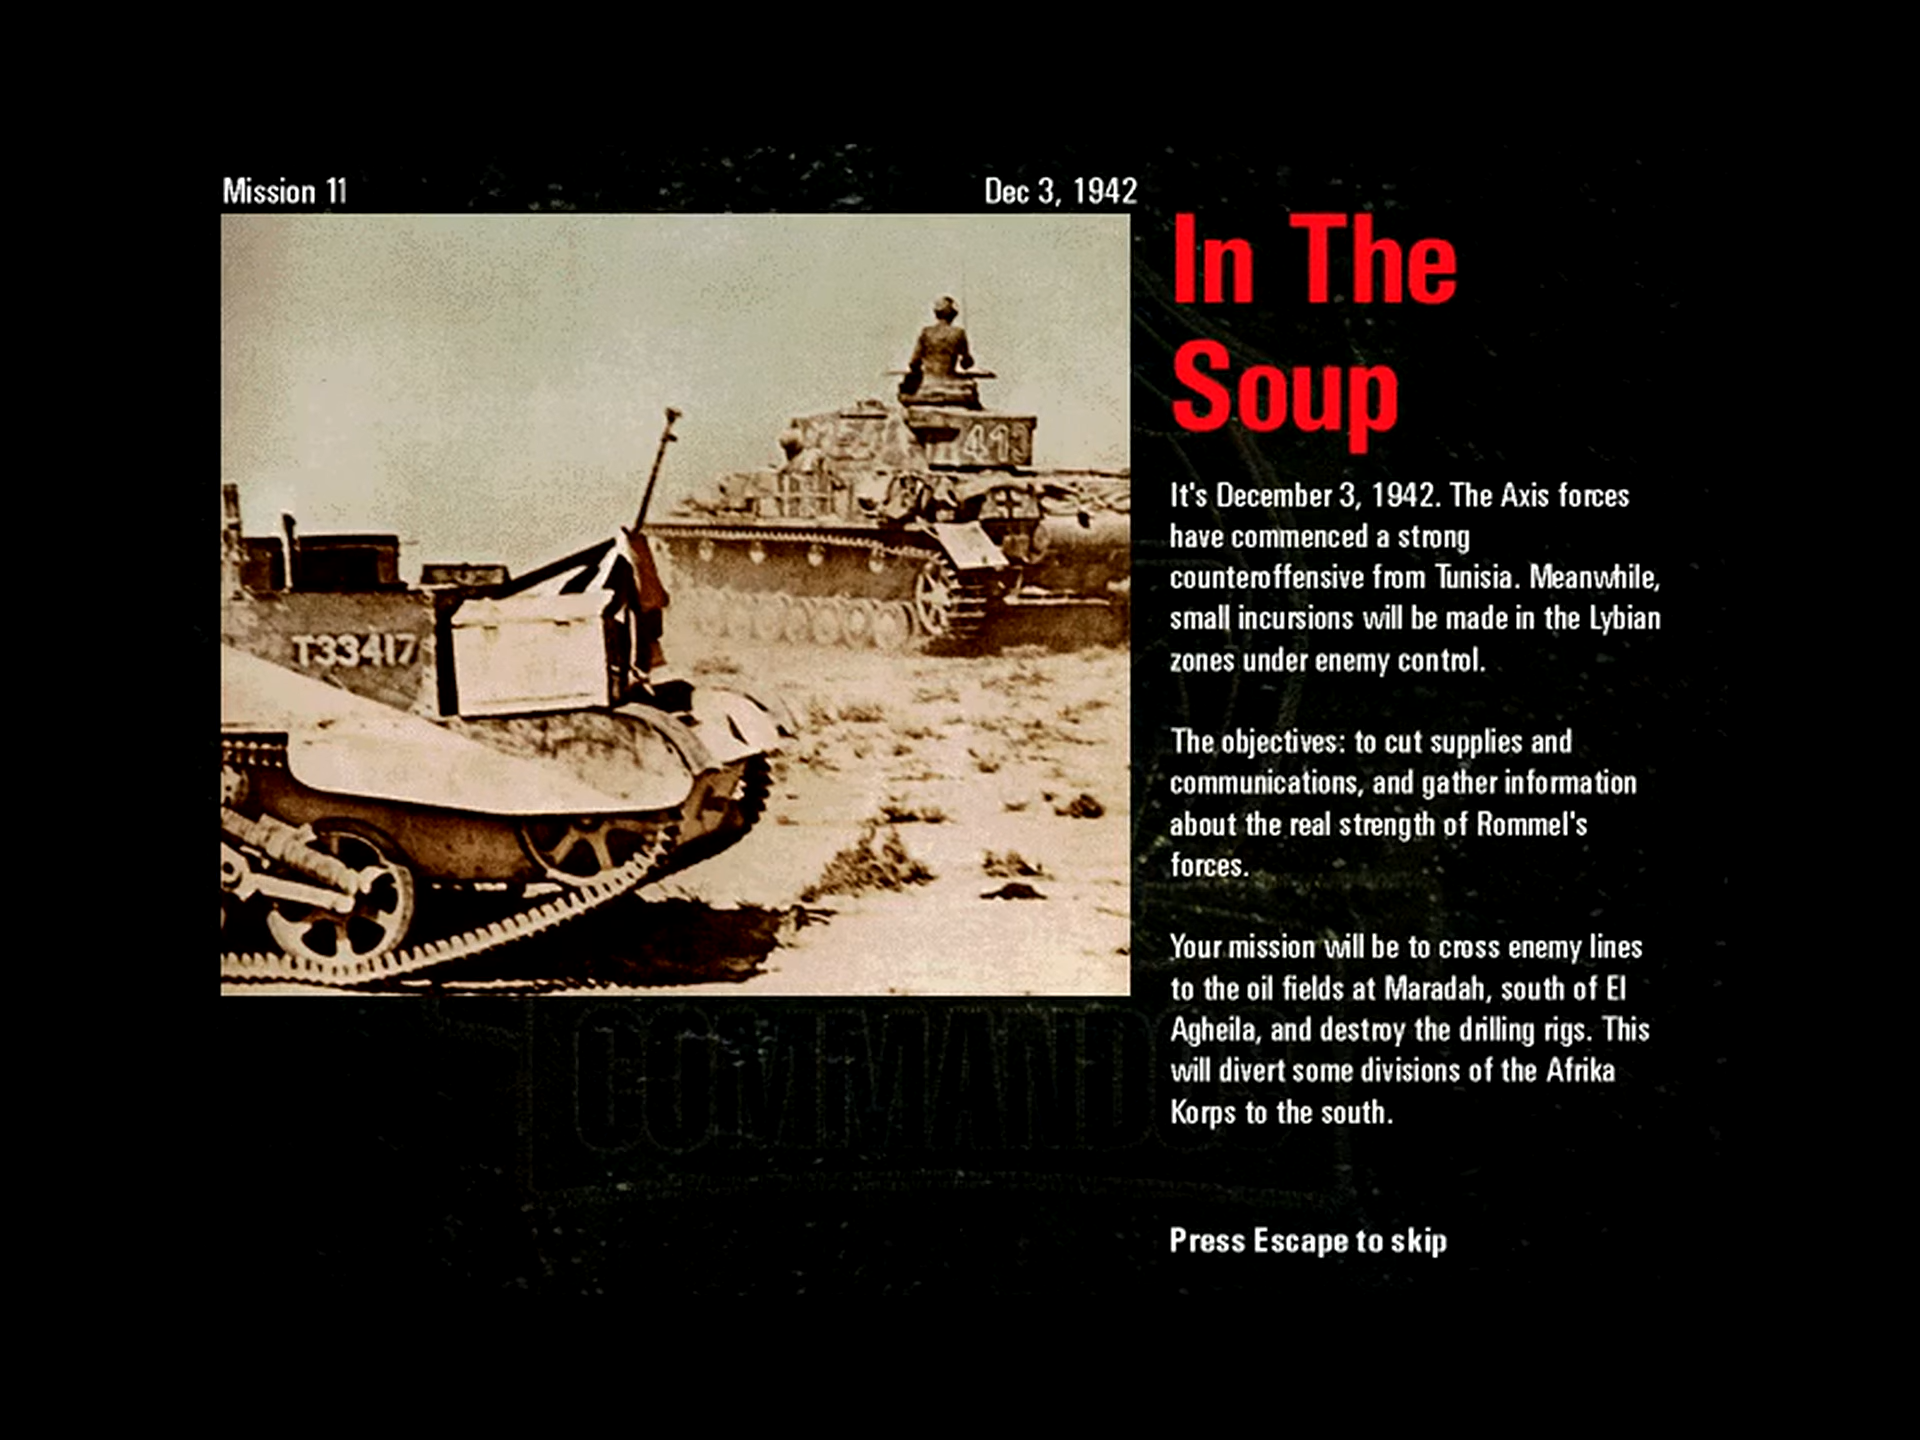 Mission 11
Dec 3, 1942
In The
Soup
It's December 3, 1942. The Axis forces
have commenced a strong
counteroffensive from Tunisia. Meanwhile,
small incursions will be made in the Lybian
zones under enemy control.
The objectives: to cut supplies and
communications, and gather information
about the real strength of Rommel's
forces.
Your mission will be to cross enemy lines
to the oil fields at Maradah, south of El
Agheila, and destroy the drilling rigs. This
will divert some divisions of the Afrika
Korps to the south.
Press Escape to skip
493
T33417
COMMANDOS